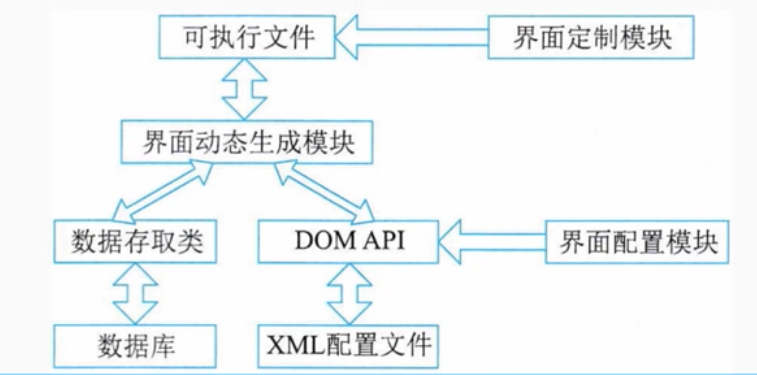 可执行文件
界面定制模块
界面动态生成模块
数据存取类
DOM API
界面配置模块
数据库
XML配置文件